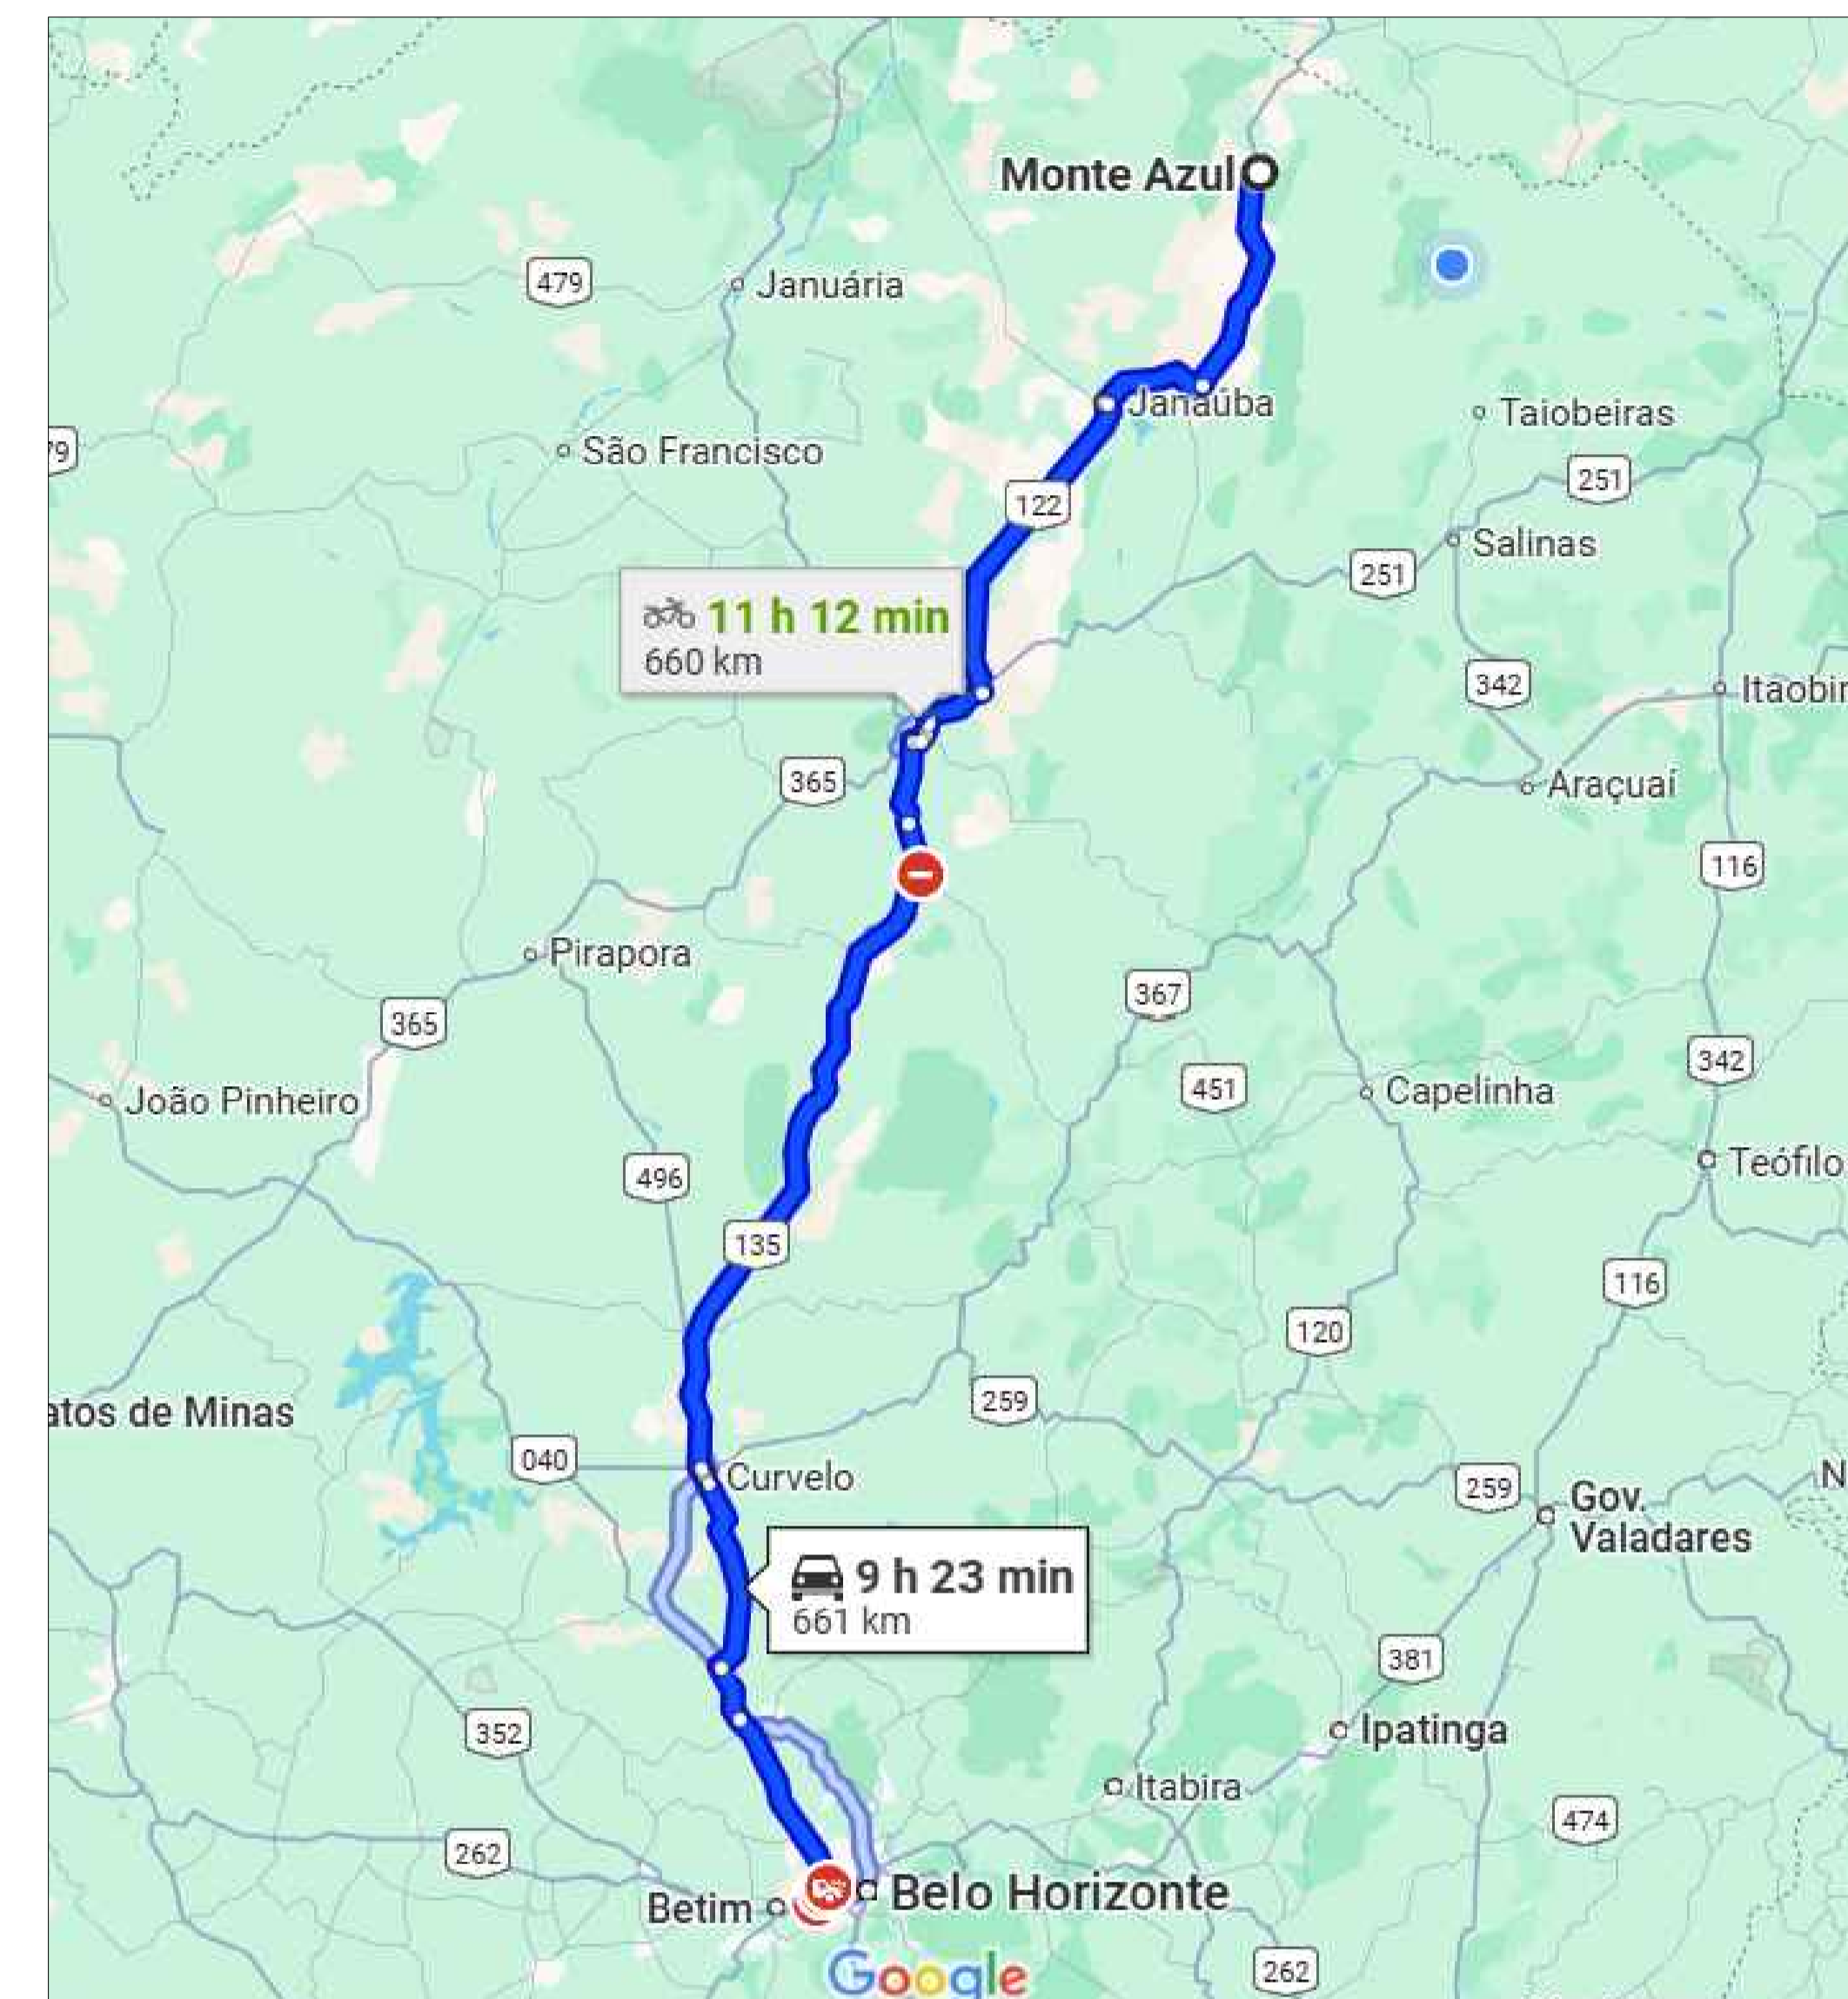 Monte Azul
479
Januária
Janaúba
Taiobeiras
79
São Francisco
251
122
Salinas
251
11 h 12 min
660 km
342
Itaobir
365
Araçuaí
116
Pirapora
367
365
342
451
Capelinha
João Pinheiro
Teófilo
496
135
116
120
259
atos de Minas
040
Curvelo
259
Gov.
Valadares
N
9 h 23 min
661 km
381
352
Ipatinga
Itabira
474
262
Belo Horizonte
Betim
262
Google